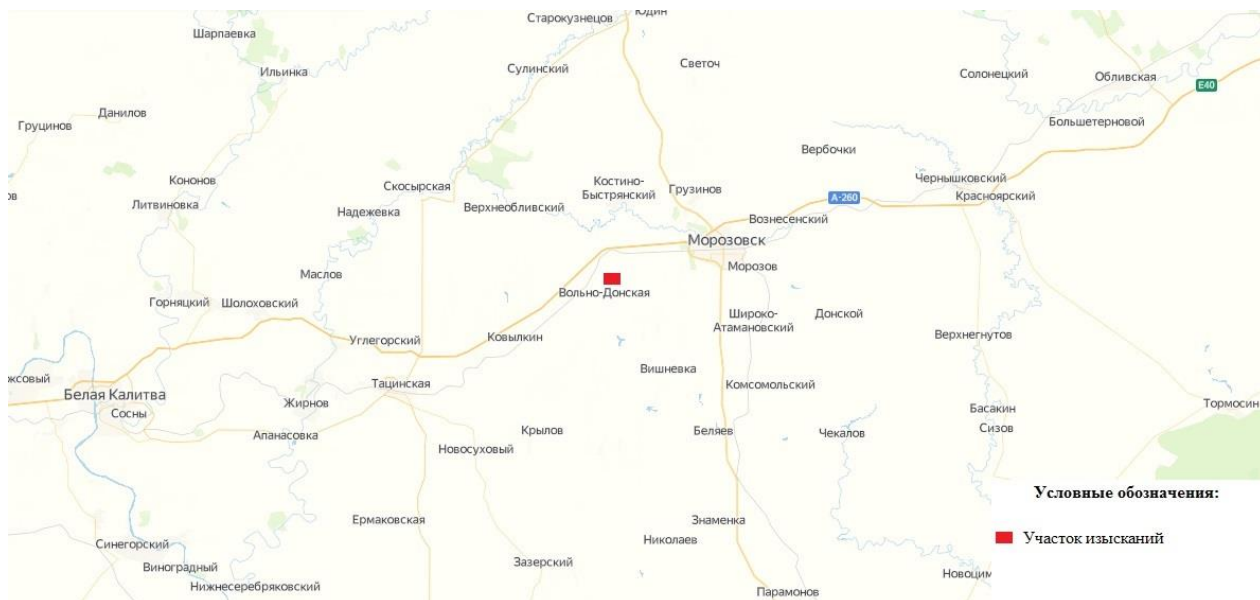 Юдин
Старокузнецов
Шарпаевка
Светоч
Сулинский
Ильинка
Солонецкий
Обливская
E40
Данилов
Груцинов
Большетерновой
Вербочки
Кононов
Скосырская
Костино-
Быстрянский
Грузинов
Чернышковский
Красноярский
A-260
Литвиновка
Надежевка
Верхнеобливский
Вознесенский
Морозовск
Морозов
Маслов
Вольно-Донская
Горняцкий
Шолоховский
Широко-
Атамановский
Донской
Верхнегнутов
Углегорский
Ковылкин
Вишневка
Комсомольский
Тацинская
Белая Калитва
Сосны
Жирнов
Басакин
Тормосин
Апанасовка
Крылов
Беляев
Чекалов
Сизов
Новосуховый
Условные обозначения:
Участок изысканий
Ермаковская
Знаменка
Николаев
Синегорский
Виноградный
Зазерский
Нижнесеребряковский
Парамонов
Новоцим